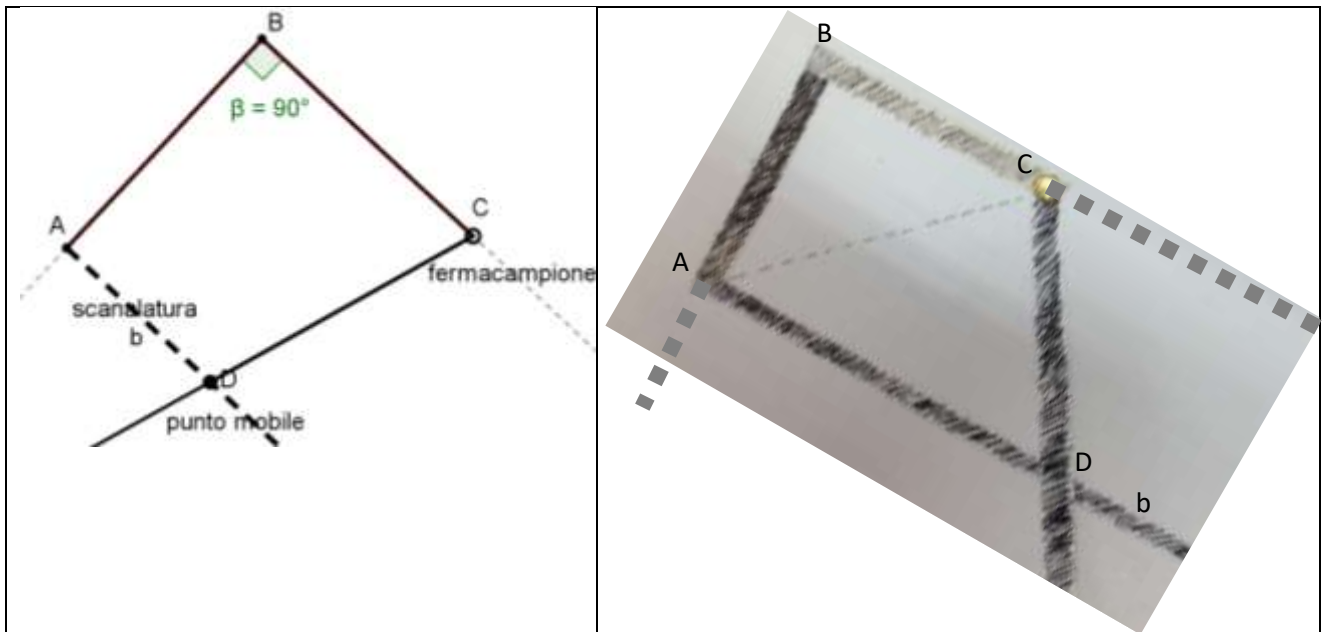 B
β = 90°
A
C
fermacampione
scanalatura
b
D
punto mobile
B
C
A
D
b